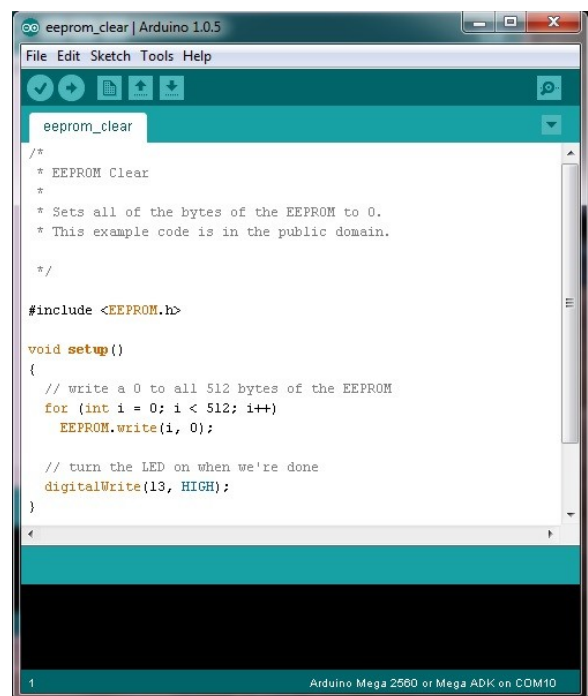 eeprom_clear | Arduino 1.0.5
File Edit Sketch Tools Help
eeprom_clear
/*
 * EEPROM Clear
 *
 * Sets all of the bytes of the EEPROM to 0.
 * This example code is in the public domain.

 */

#include <EEPROM.h>

void setup()
{
  // write a 0 to all 512 bytes of the EEPROM
  for (int i = 0; i < 512; i++)
    EEPROM.write(i, 0);

  // turn the LED on when we're done
  digitalWrite(13, HIGH);
}
1 Arduino Mega 2560 or Mega ADK on COM10